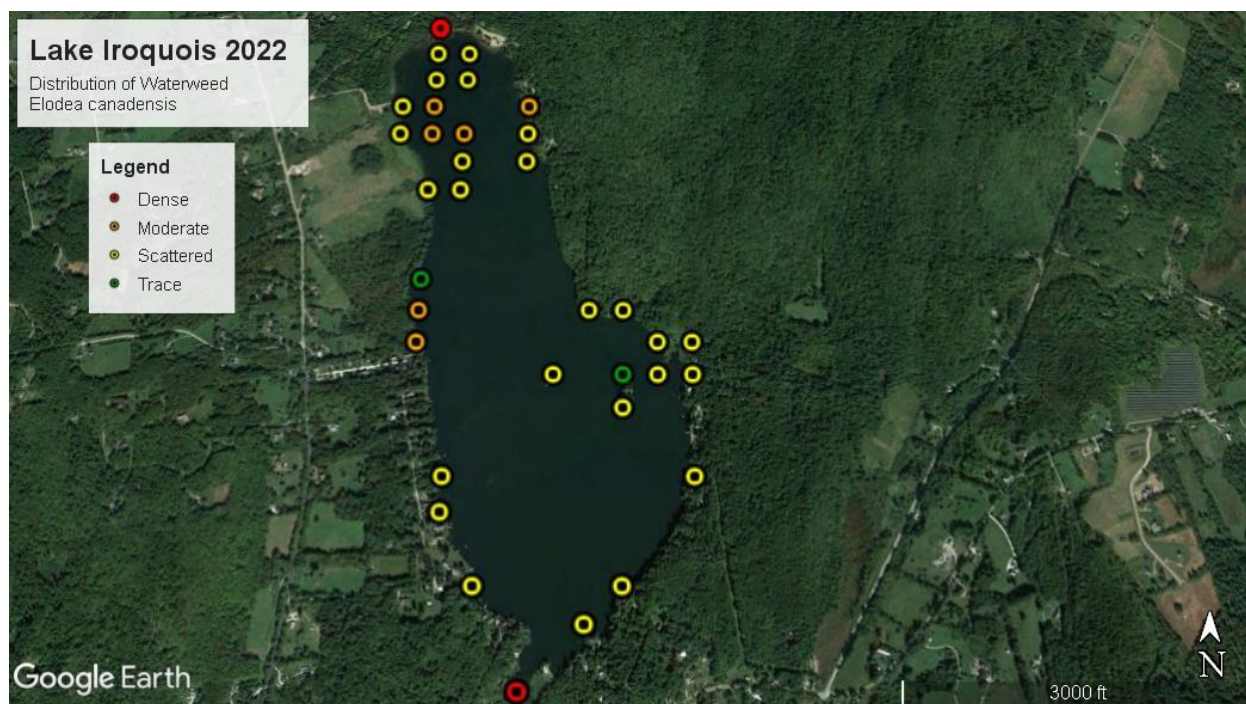 Lake Iroquois 2022
Distribution of Waterweed
Elodea canadensis
Legend
Dense
Moderate
Scattered
Trace
Google Earth
N
3000 ft